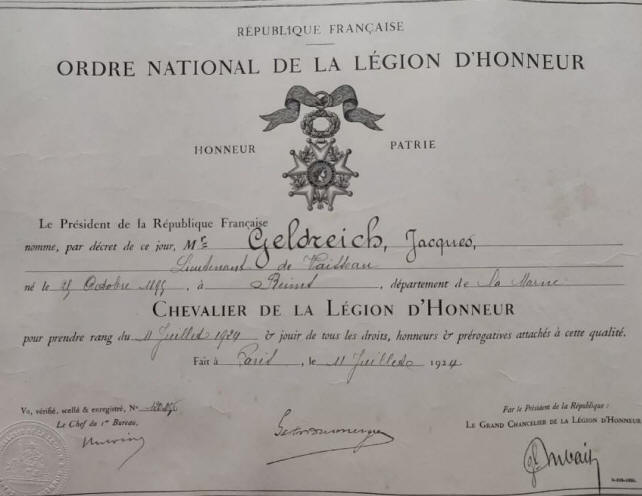 RÉPUBLIQUE FRANÇAISE
ORDRE NATIONAL DE LA LÉGION D'HONNEUR
HONNEUR PATRIE
Le Président de la République Française
nomme, par décret de ce jour, Mr Geldreich, Jacques,
Lieutenant de Vaisseau
né le Octobre , à Reims , département de la Marne
CHEVALIER DE LA LÉGION D'HONNEUR
pour prendre rang du 11 Juillet 1929 & jouir de tous les droits, honneurs & prérogatives attachés à cette qualité.
Fait à Paris , le 11 Juillet 1929
Vu, vérifié, scellé & enregistré, N°
Le Chef du 1er Bureau,
Par le Président de la République :
LE GRAND CHANCELIER DE LA LÉGION D'HONNEUR